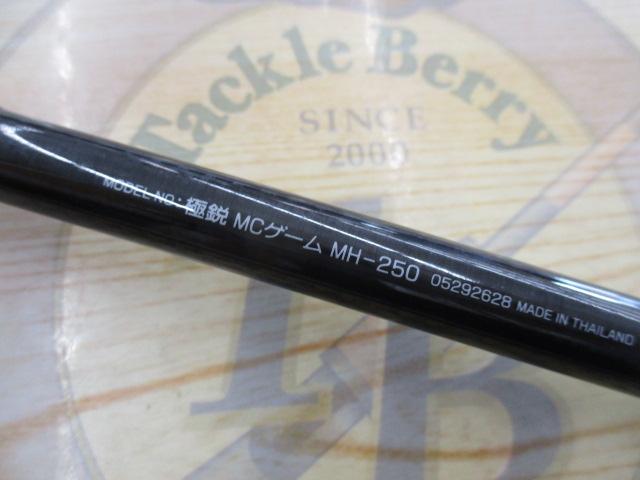 Tackle Berry
SINCE
2000
MODEL NO: 極鋭 MCゲーム MH-250 05292628 MADE IN THAILAND
TB